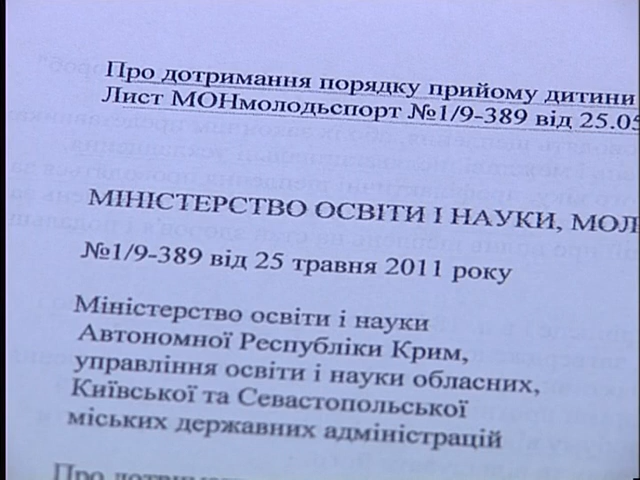 Про дотримання порядку прийому дитини
Лист МОНмолодьспорт №1/9-389 від 25.05
МІНІСТЕРСТВО ОСВІТИ І НАУКИ, МОЛ
№1/9-389 від 25 травня 2011 року
Міністерство освіти і науки
Автономної Республіки Крим,
управління освіти і науки обласних,
Київської та Севастопольської
міських державних адміністрацій
Про дотриман